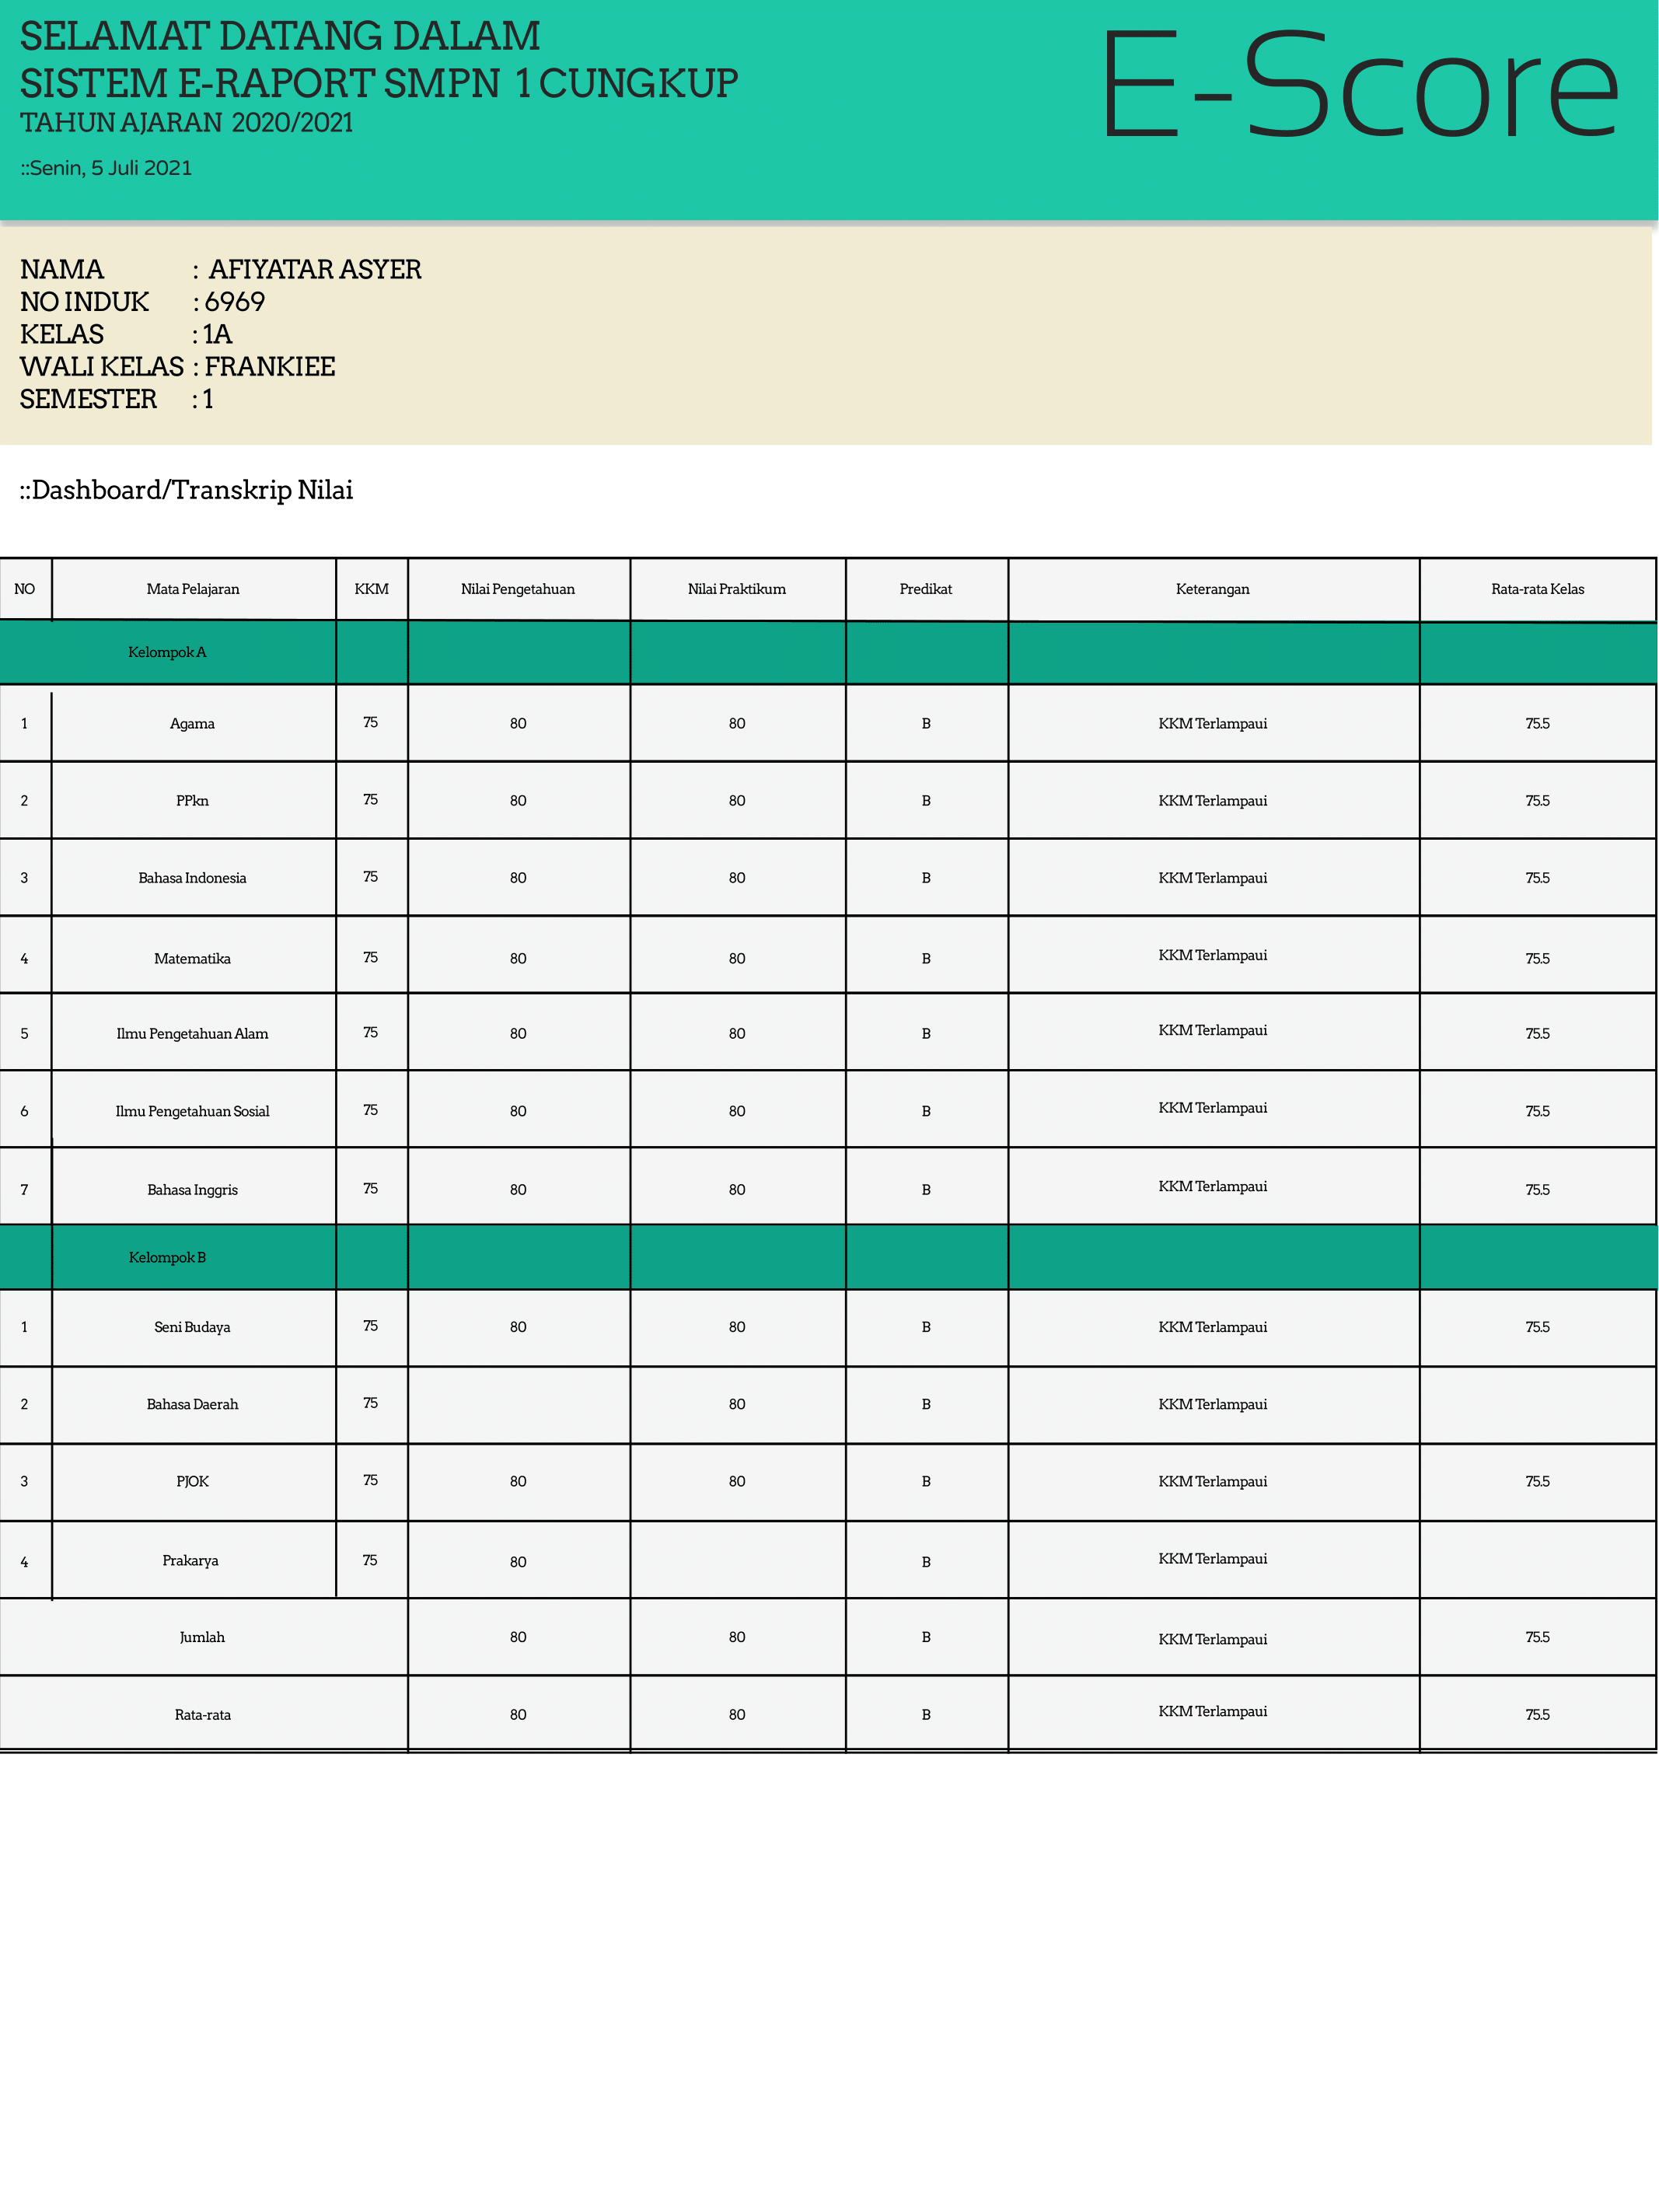 SELAMAT DATANG DALAM
SISTEM E-RAPORT SMPN 1 CUNGKUP
TAHUN AJARAN 2020/2021
::Senin, 5 Juli 2021
E-Score
NAMA : AFIYATAR ASYER
NO INDUK : 6969
KELAS : 1A
WALI KELAS : FRANKIEE
SEMESTER : 1
::Dashboard/Transkrip Nilai
NO Mata Pelajaran KKM Nilai Pengetahuan Nilai Praktikum Predikat Keterangan Rata-rata Kelas
Kelompok A
1 Agama 75 80 80 B KKM Terlampaui 75.5
2 PPkn 75 80 80 B KKM Terlampaui 75.5
3 Bahasa Indonesia 75 80 80 B KKM Terlampaui 75.5
4 Matematika 75 80 80 B KKM Terlampaui 75.5
5 Ilmu Pengetahuan Alam 75 80 80 B KKM Terlampaui 75.5
6 Ilmu Pengetahuan Sosial 75 80 80 B KKM Terlampaui 75.5
7 Bahasa Inggris 75 80 80 B KKM Terlampaui 75.5
Kelompok B
1 Seni Budaya 75 80 80 B KKM Terlampaui 75.5
2 Bahasa Daerah 75 80 B KKM Terlampaui
3 PJOK 75 80 80 B KKM Terlampaui 75.5
4 Prakarya 75 80 B KKM Terlampaui
Jumlah 80 80 B KKM Terlampaui 75.5
Rata-rata 80 80 B KKM Terlampaui 75.5